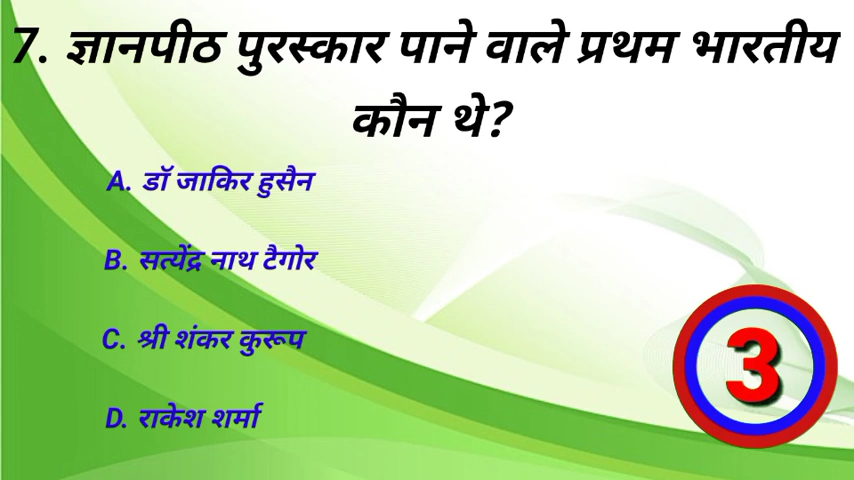 7. ज्ञानपीठ पुरस्कार पाने वाले प्रथम भारतीय
कौन थे?
A. डॉ जाकिर हुसैन
B. सत्येंद्र नाथ टैगोर
C. श्री शंकर कुरूप
D. राकेश शर्मा
3